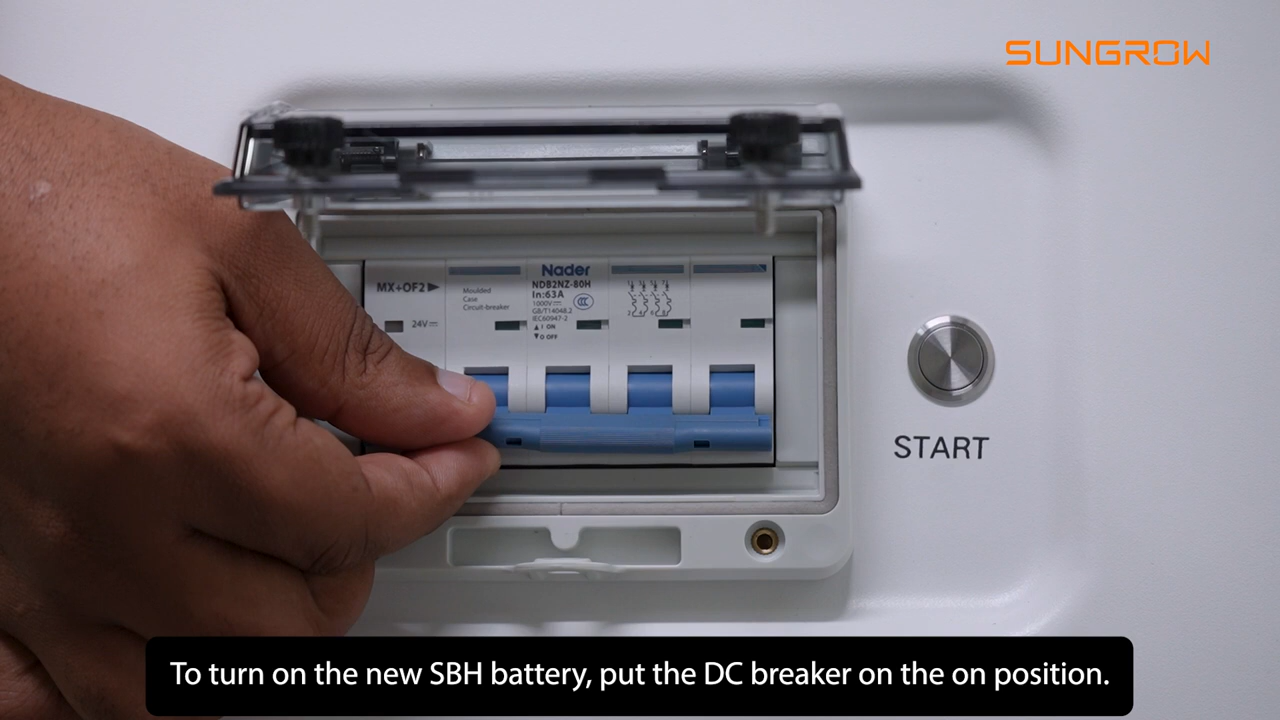 SUNGROW
MX+OF2▶
24V⎓
Moulded
Case
Circuit-breaker
Nader
NDB2NZ-80H
In:63A
1000V⎓
GB/T14048.2
IEC60947-2
▲I ON
▼O OFF
CCC
START
To turn on the new SBH battery, put the DC breaker on the on position.